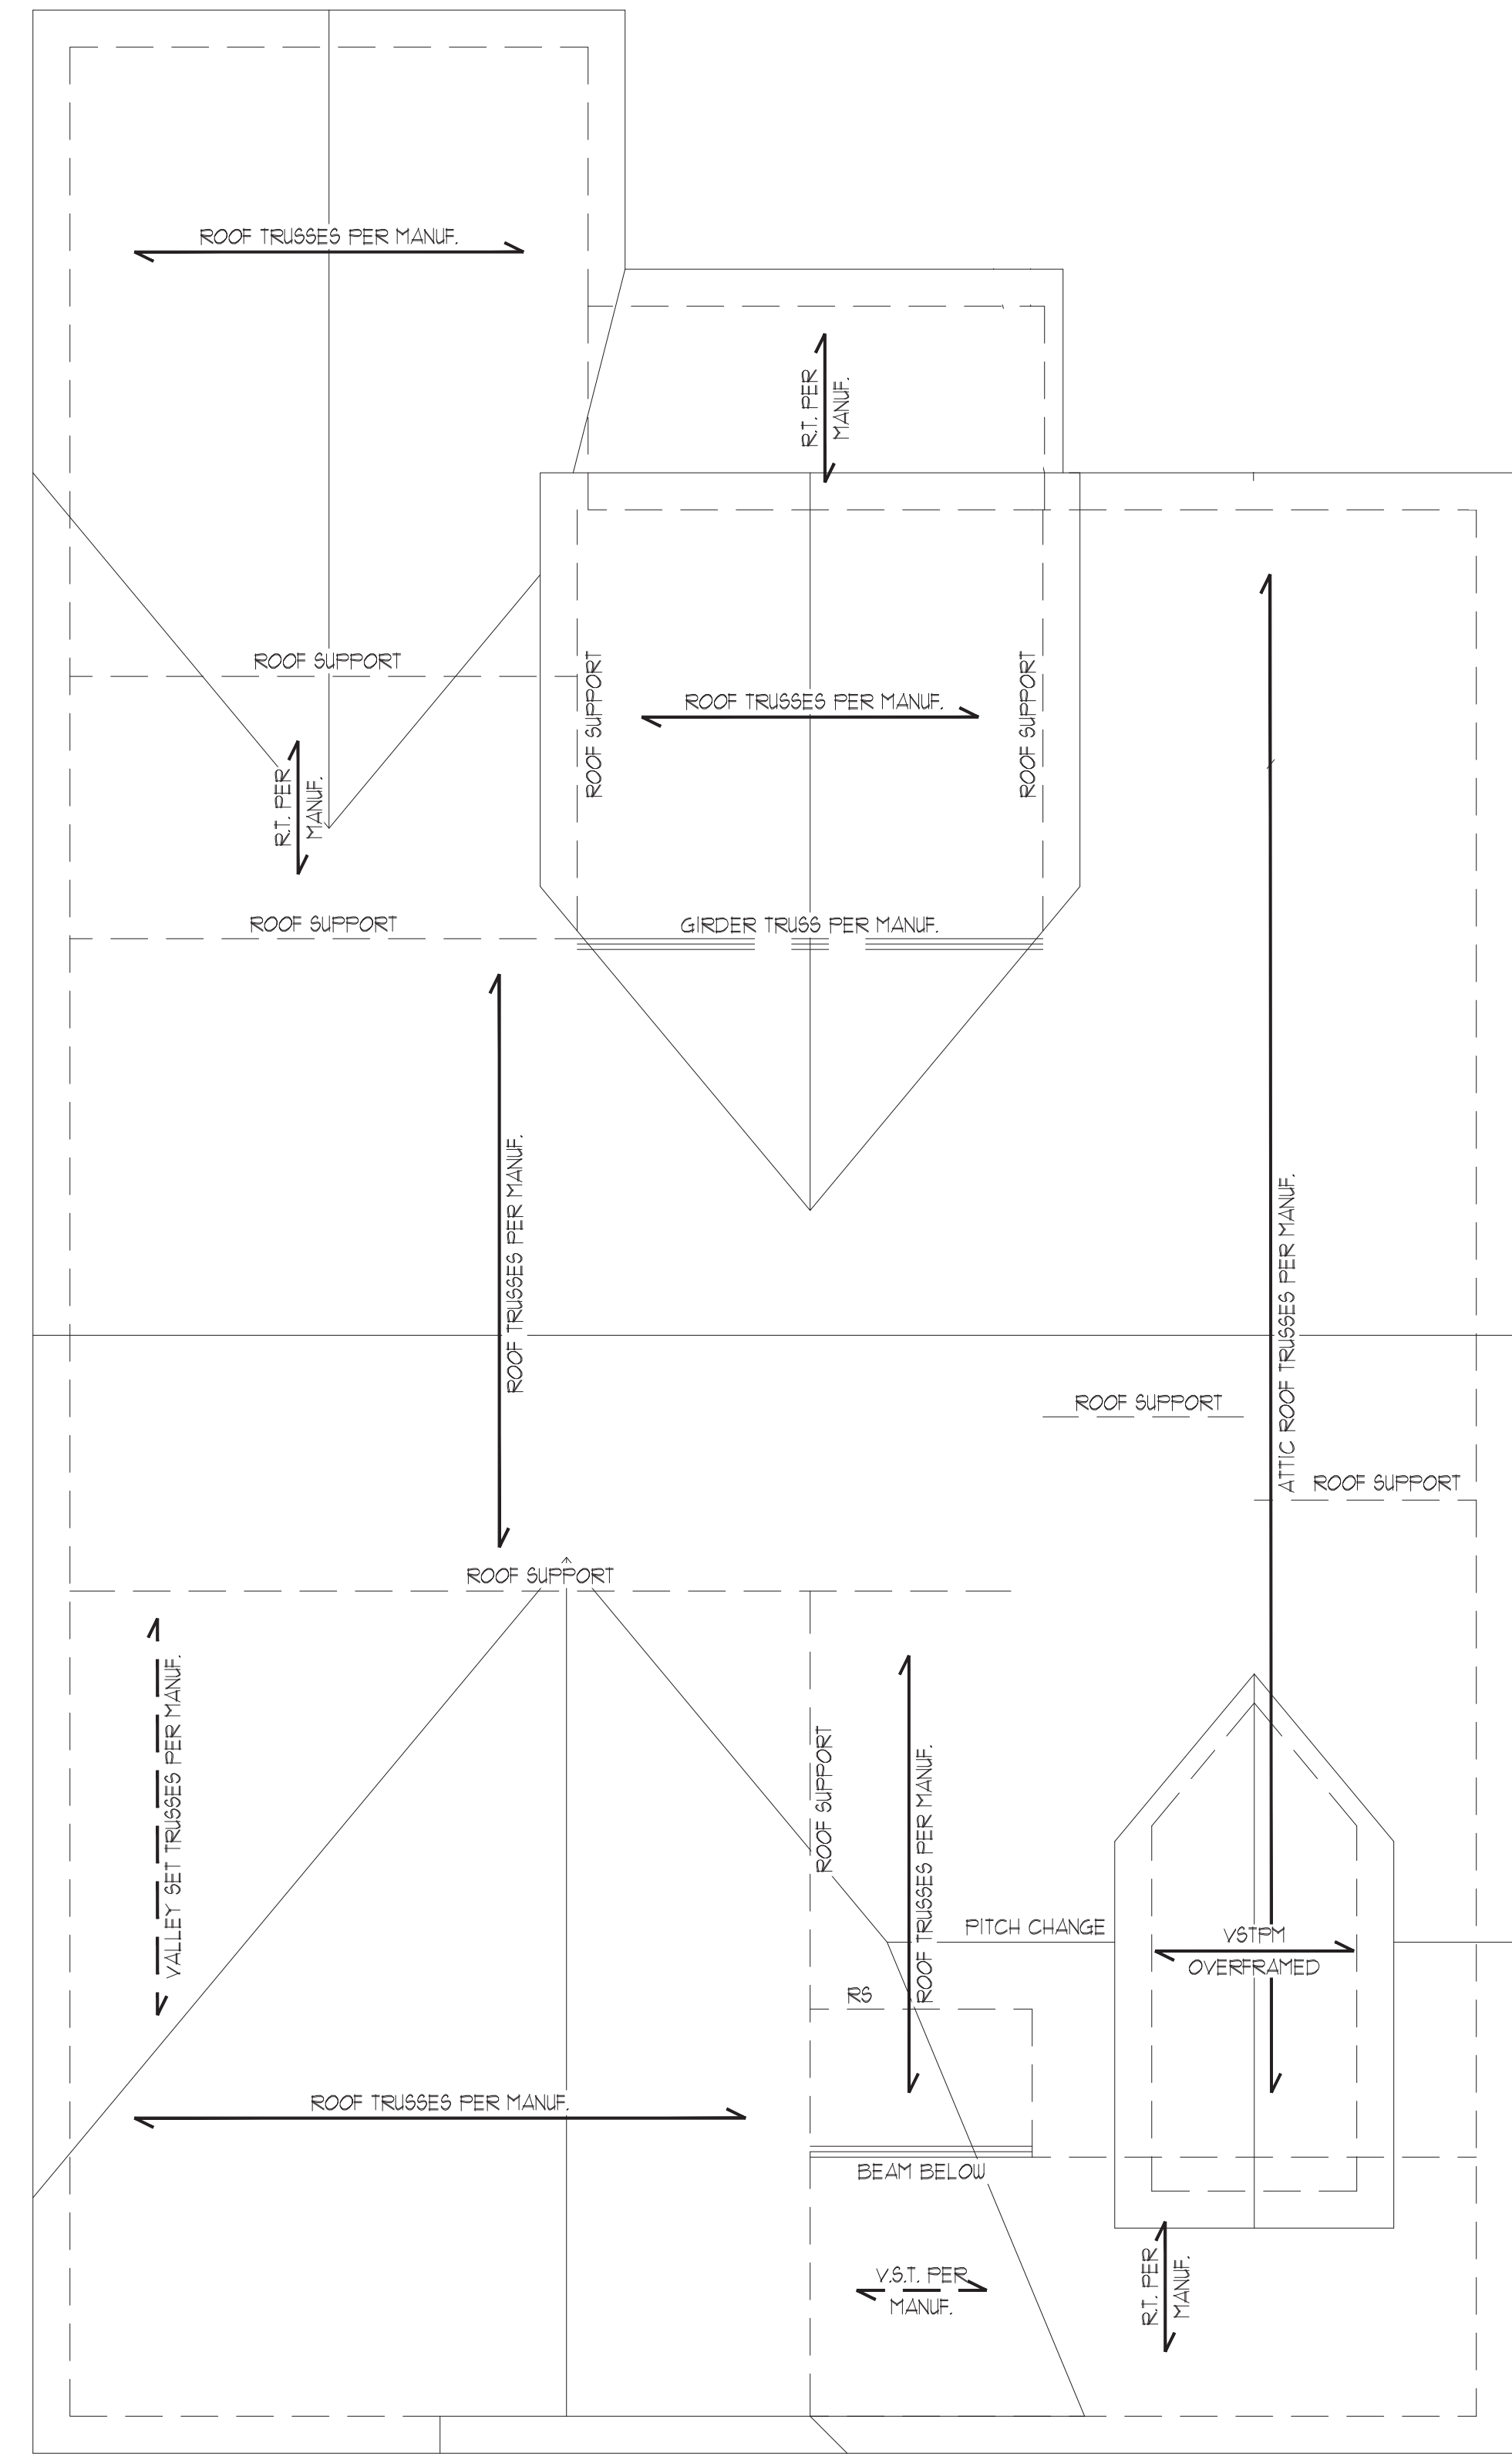 ROOF TRUSSES PER MANUF.
R.T. PER
MANUF.
ROOF SUPPORT
ROOF SUPPORT
ROOF TRUSSES PER MANUF.
ROOF SUPPORT
R.T. PER
MANUF.
ROOF SUPPORT
GIRDER TRUSS PER MANUF.
ROOF TRUSSES PER MANUF.
ATTIC ROOF TRUSSES PER MANUF.
ROOF SUPPORT
ROOF SUPPORT
ROOF SUPPORT
VALLEY SET TRUSSES PER MANUF.
ROOF SUPPORT
ROOF TRUSSES PER MANUF.
PITCH CHANGE
VSTPM
OVERFRAMED
RS
ROOF TRUSSES PER MANUF.
BEAM BELOW
V.S.T. PER
MANUF.
R.T. PER
MANUF.